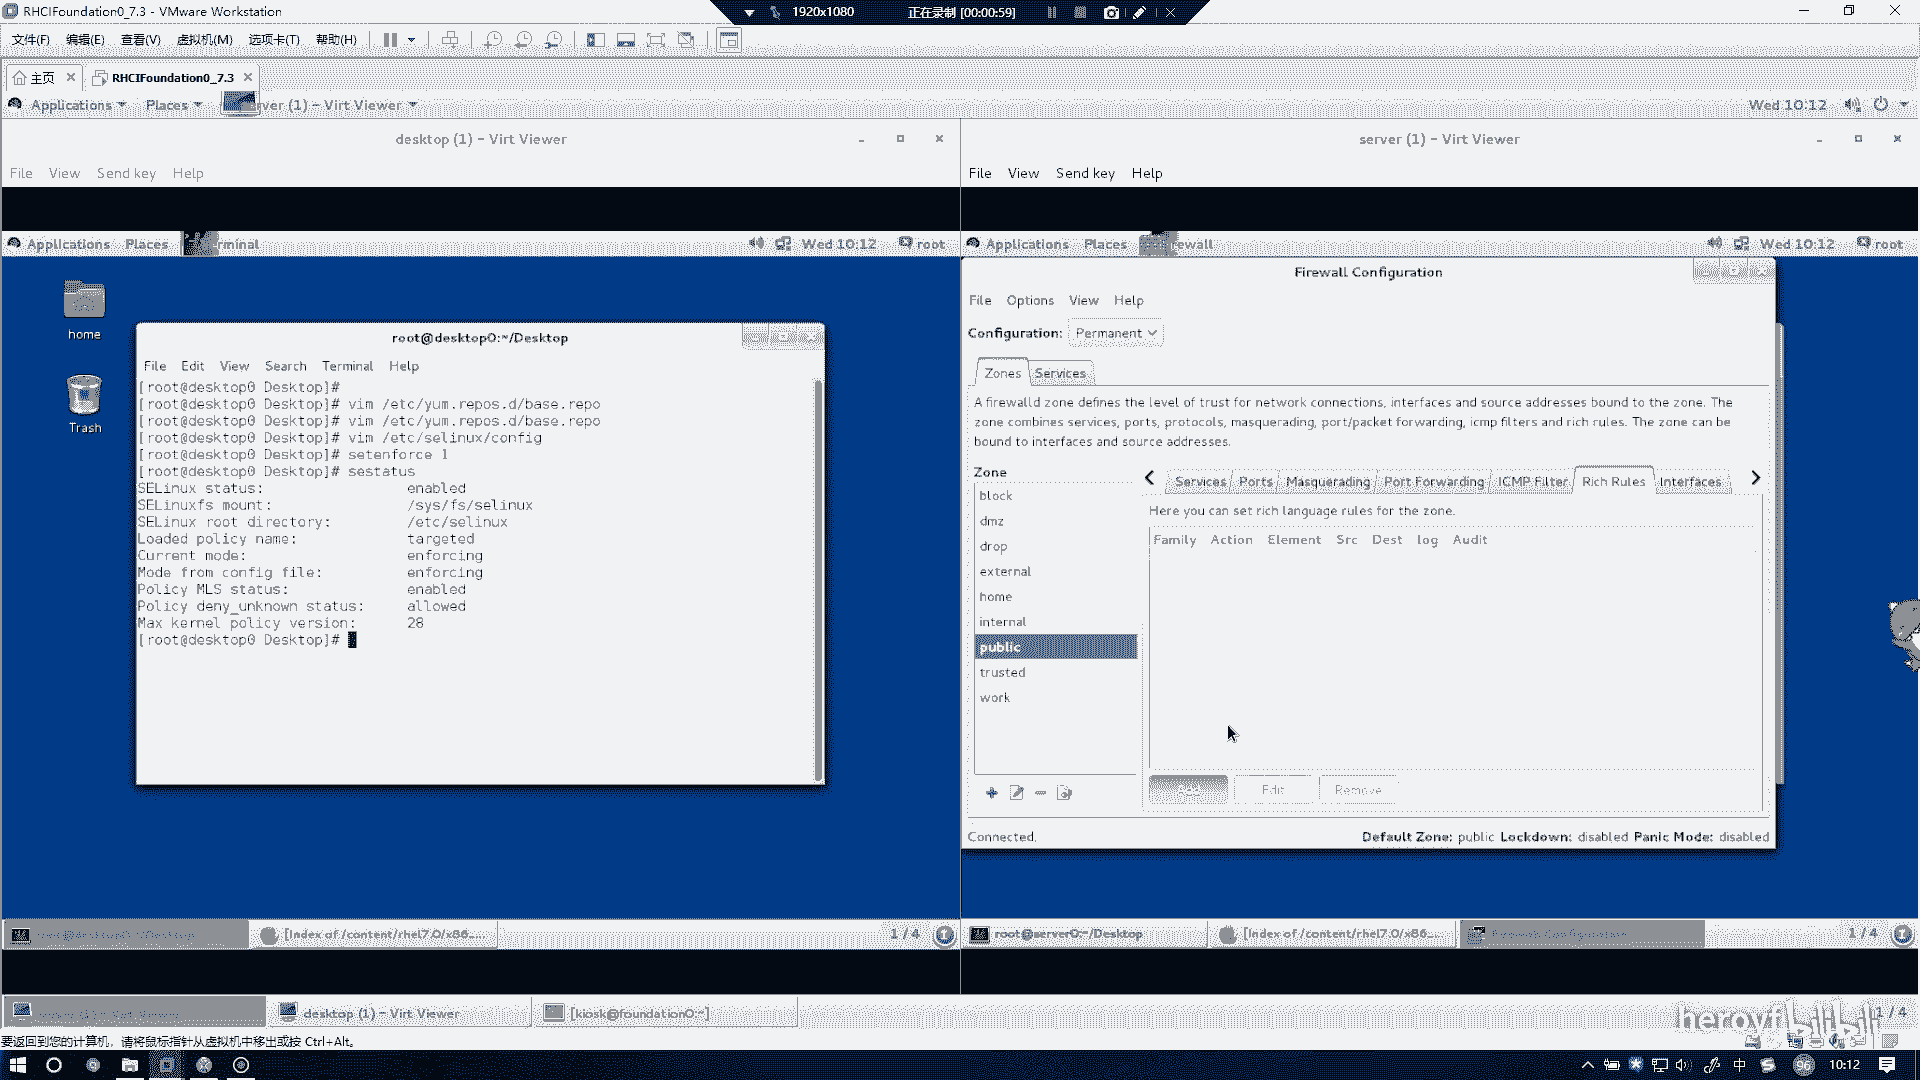 RHCIFoundation0_7.3 - VMware Workstation
1920x1080
正在录制 [00:00:59]
文件(F) 编辑(E) 查看(V) 虚拟机(M) 选项卡(T) 帮助(H)
主页
RHCIFoundation0_7.3
Applications Places
rver (1) – Virt Viewer
Wed 10:12
desktop (1) – Virt Viewer
File View Send key Help
Applications Places
rminal
Wed 10:12
root
home
Trash
root@desktop0:~/Desktop
File Edit View Search Terminal Help
[root@desktop0 Desktop]#
[root@desktop0 Desktop]# vim /etc/yum.repos.d/base.repo
[root@desktop0 Desktop]# vim /etc/yum.repos.d/base.repo
[root@desktop0 Desktop]# vim /etc/selinux/config
[root@desktop0 Desktop]# setenforce 1
[root@desktop0 Desktop]# sestatus
SELinux status: enabled
SELinuxfs mount: /sys/fs/selinux
SELinux root directory: /etc/selinux
Loaded policy name: targeted
Current mode: enforcing
Mode from config file: enforcing
Policy MLS status: enabled
Policy deny_unknown status: allowed
Max kernel policy version: 28
[root@desktop0 Desktop]#
[Index of /content/rhel7.0/x86_...
1 / 4
server (1) – Virt Viewer
File View Send key Help
Applications Places
rewall
Wed 10:12
root
Firewall Configuration
File Options View Help
Configuration: Permanent
Zones Services
A firewalld zone defines the level of trust for network connections, interfaces and source addresses bound to the zone. The
zone combines services, ports, protocols, masquerading, port/packet forwarding, icmp filters and rich rules. The zone can be
bound to interfaces and source addresses.
Zone
block
dmz
drop
external
home
internal
public
trusted
work
Services Ports Masquerading Port Forwarding ICMP Filter Rich Rules Interfaces
Here you can set rich language rules for the zone.
Family Action Element Src Dest log Audit
Add Edit Remove
Connected.
Default Zone: public Lockdown: disabled Panic Mode: disabled
root@server0:~/Desktop
[Index of /content/rhel7.0/x86_...
Firewall Configuration
1 / 4
server (1) – Virt Viewer
desktop (1) – Virt Viewer
[kiosk@foundation0:~]
bilibili
1 / 4
要返回到您的计算机，请将鼠标指针从虚拟机中移出或按 Ctrl+Alt。
中
96
10:12